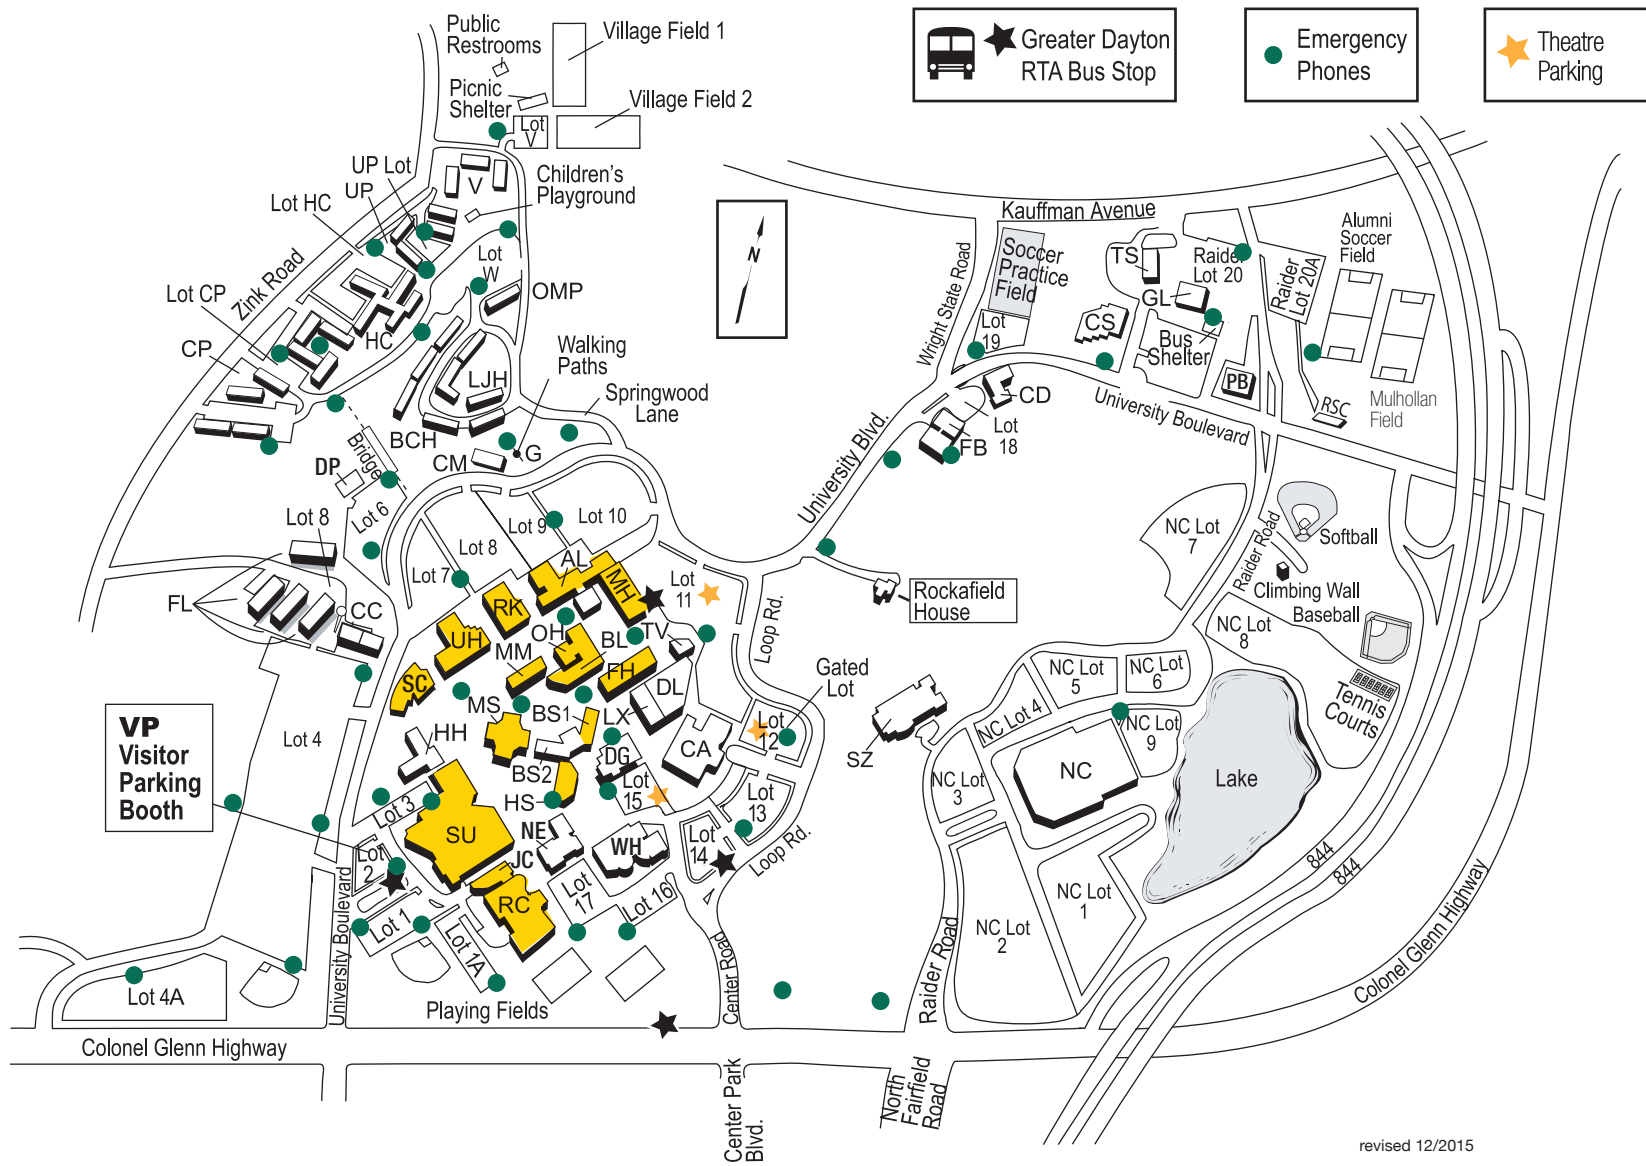 Public
Restrooms
Village Field 1
Picnic
Shelter
Village Field 2
Lot
V
Greater Dayton
RTA Bus Stop
Emergency
Phones
Theatre
Parking
UP Lot
UP
V
Children's
Playground
Lot HC
Zink Road
Lot
W
OMP
Lot CP
CP
HC
Walking
Paths
LJH
Springwood
Lane
BCH
CM
G
Bridge
DP
Lot 6
N
Kauffman Avenue
Wright State Road
Soccer
Practice
Field
TS
Raider
Lot 20
GL
Raider
Lot 20A
Alumni
Soccer
Field
Lot
19
CS
Bus
Shelter
PB
RSC
Mulhollan
Field
CD
Lot
18
FB
University Boulevard
University Blvd.
Lot 8
Lot 7
Lot 8
Lot 9
Lot 10
NC Lot
7
Raider Road
Softball
Climbing Wall
Baseball
FL
CC
AL
MH
Lot
11
RK
UH
OH
BL
TV
MM
FH
SC
MS
BS1
LX
DL
Loop Rd.
Rockafield
House
Gated
Lot
NC Lot
8
NC Lot
5
NC Lot
6
NC Lot 4
NC Lot
9
Tennis
Courts
VP
Visitor
Parking
Booth
Lot 4
HH
BS2
DG
CA
Lot
12
SZ
NC Lot
3
NC
Lake
Lot 3
SU
HS
Lot
15
Lot
13
NE
JC
WH
Lot
14
Loop Rd.
Lot
2
RC
Lot
17
Lot 16
Lot 1
Lot 1A
NC Lot
1
NC Lot
2
844
844
University Boulevard
Lot 4A
Playing Fields
Center Road
Raider Road
Colonel Glenn Highway
Colonel Glenn Highway
Center Park
Blvd.
North
Fairfield
Road
revised 12/2015